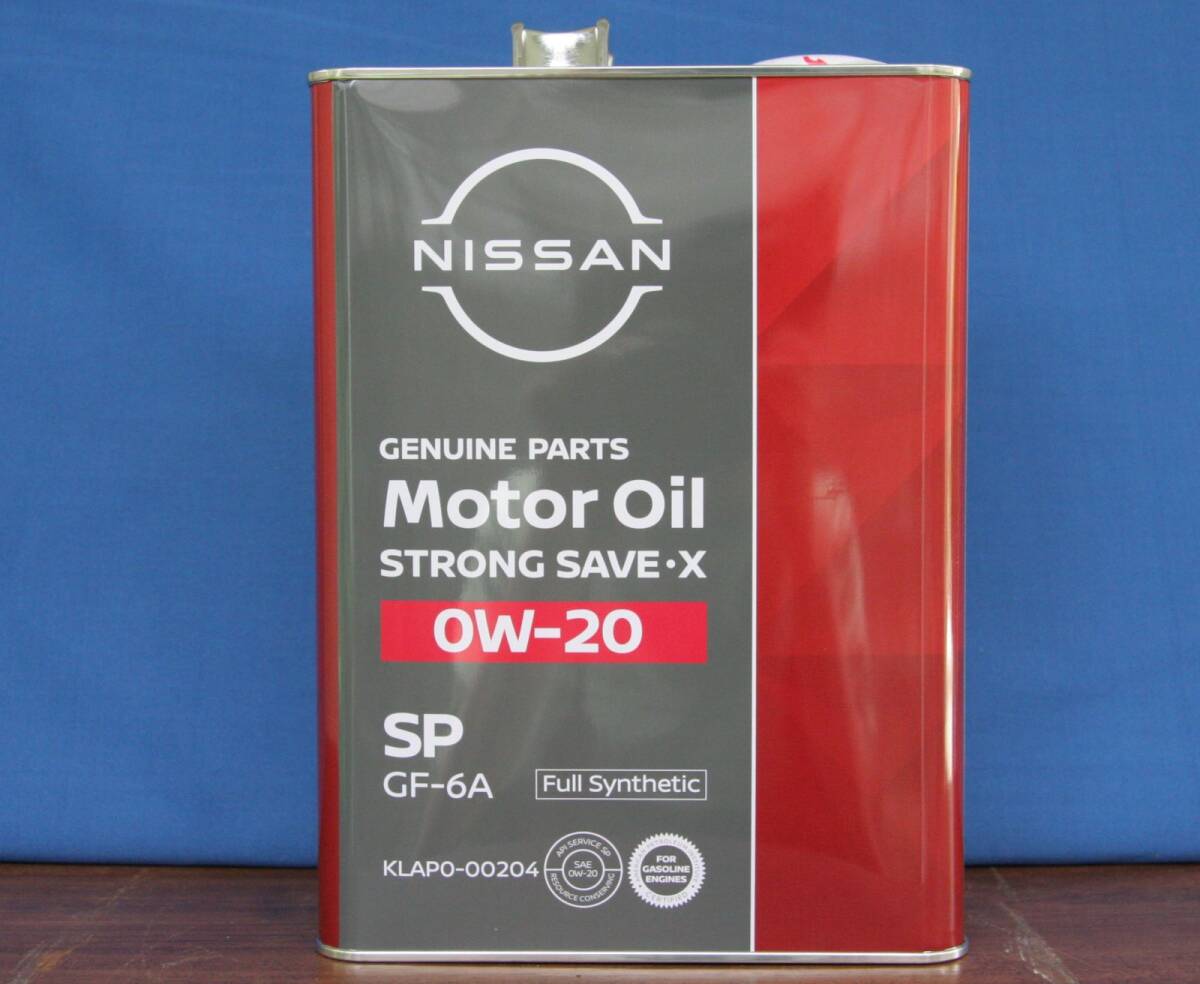 NISSAN
GENUINE PARTS
Motor Oil
STRONG SAVE・X
0W-20
SP
GF-6A
Full Synthetic
KLAP0-00204
API SERVICE SP
SAE
0W-20
RESOURCE CONSERVING
FOR
GASOLINE
ENGINES
CERTIFIED